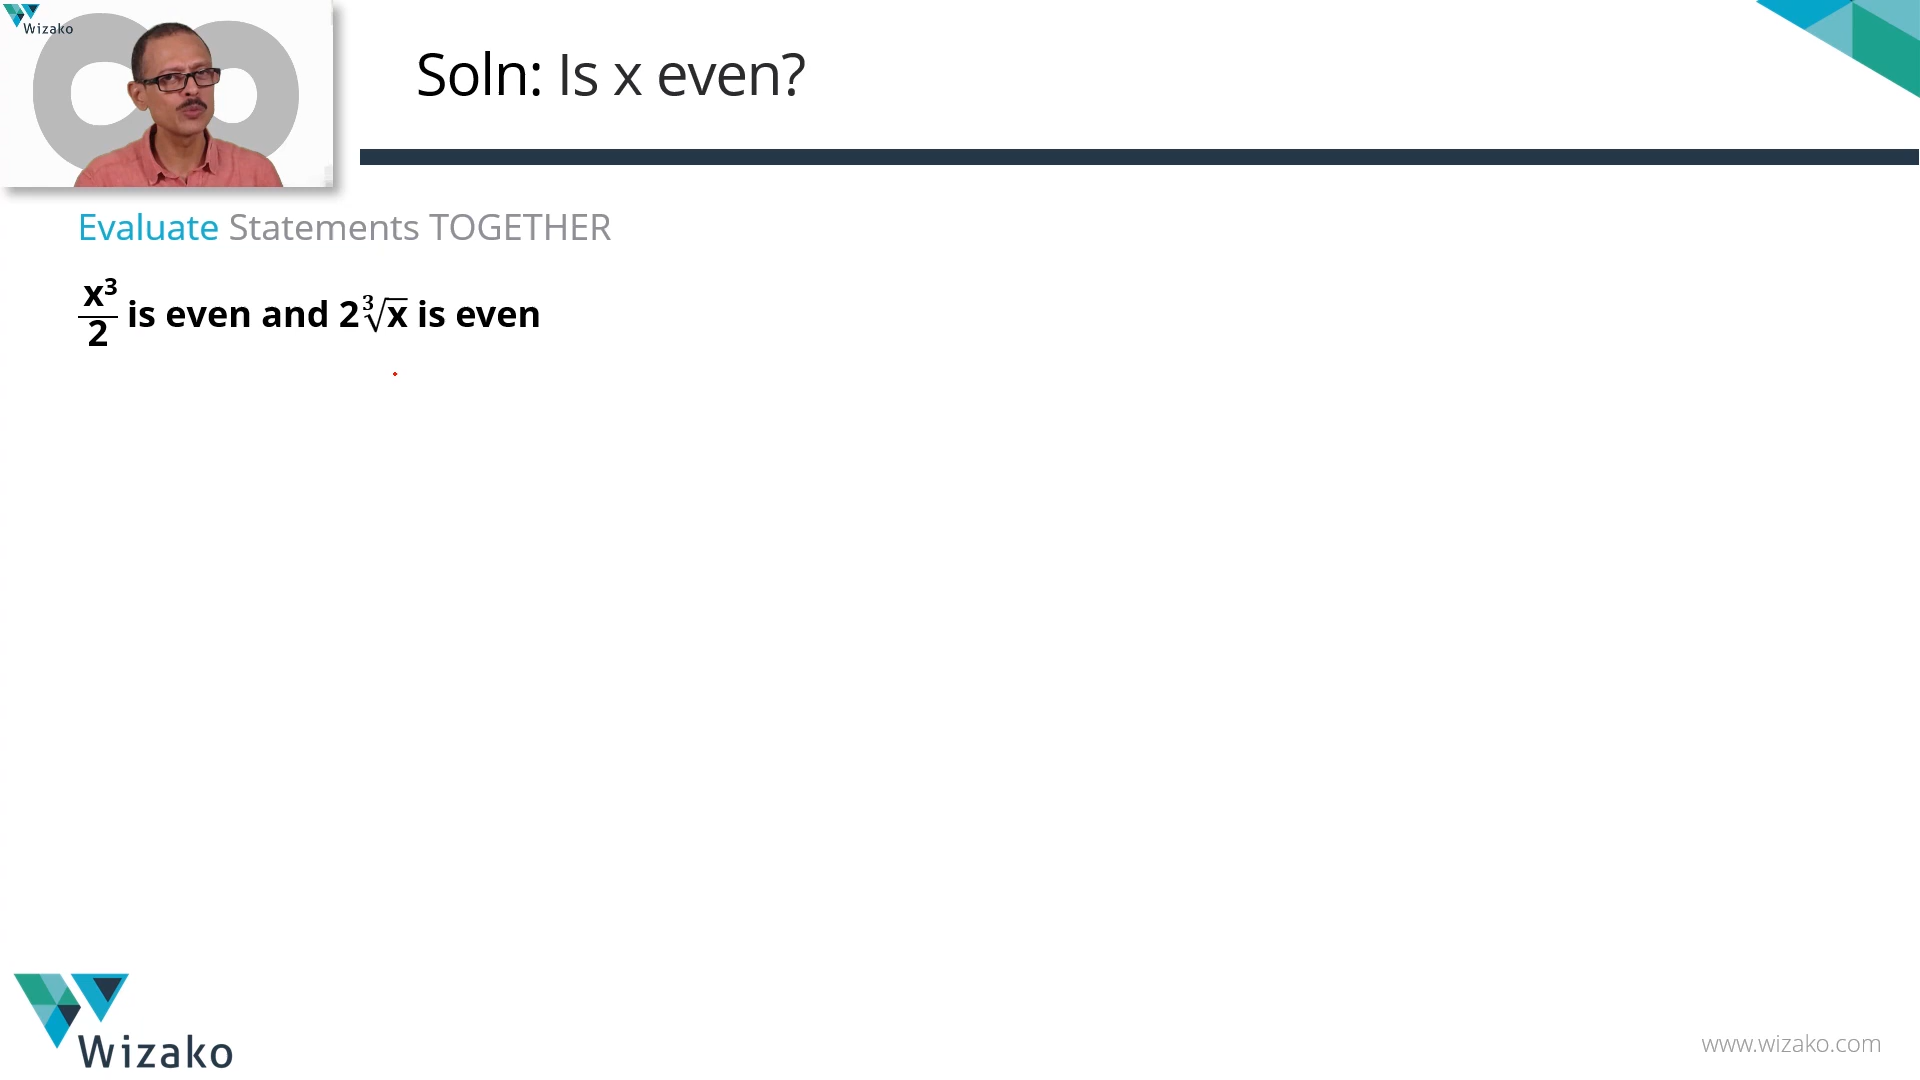 Wizako
Soln: Is x even?
Evaluate Statements TOGETHER
x³/2 is even and 2∛x is even
Wizako
www.wizako.com